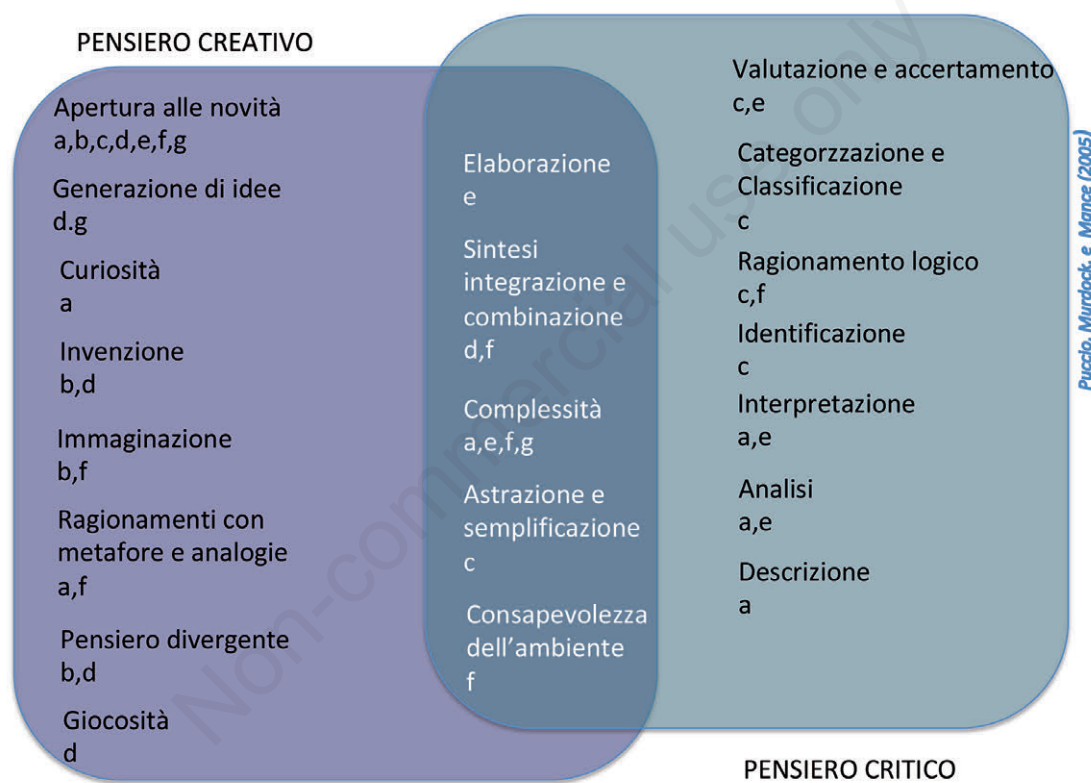 PENSIERO CREATIVO
Apertura alle novità
a,b,c,d,e,f,g
Generazione di idee
d.g
Curiosità
a
Invenzione
b,d
Immaginazione
b,f
Ragionamenti con
metafore e analogie
a,f
Pensiero divergente
b,d
Giocosità
d
Elaborazione
e
Sintesi
integrazione e
combinazione
d,f
Complessità
a,e,f,g
Astrazione e
semplificazione
c
Consapevolezza
dell’ambiente
f
Valutazione e accertamento
c,e
Categorzzazione e
Classificazione
c
Ragionamento logico
c,f
Identificazione
c
Interpretazione
a,e
Analisi
a,e
Descrizione
a
PENSIERO CRITICO
Puccio, Murdock, e Mance (2005)
Non-commercial use only